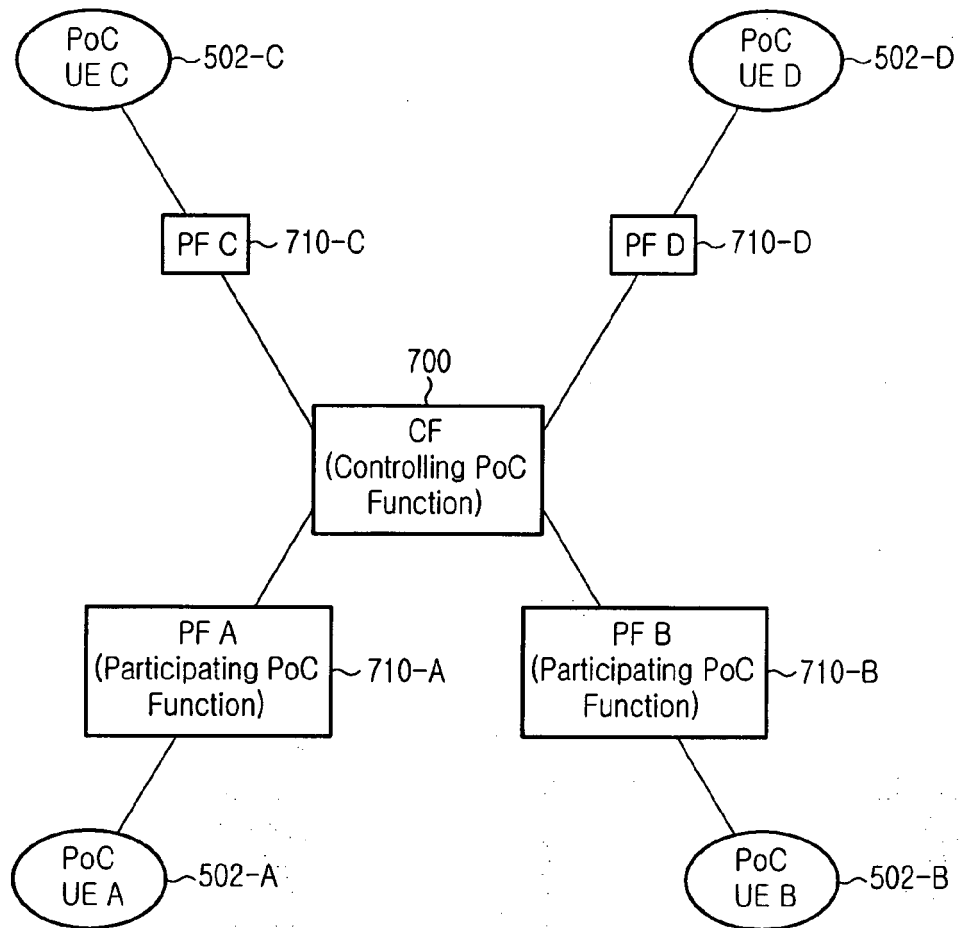 PoC
UE C
502-C
PoC
UE D
502-D
PF C
710-C
PF D
710-D
700
CF
(Controlling PoC
Function)
PF A
(Participating PoC
Function)
710-A
PF B
(Participating PoC
Function)
710-B
PoC
UE A
502-A
PoC
UE B
502-B